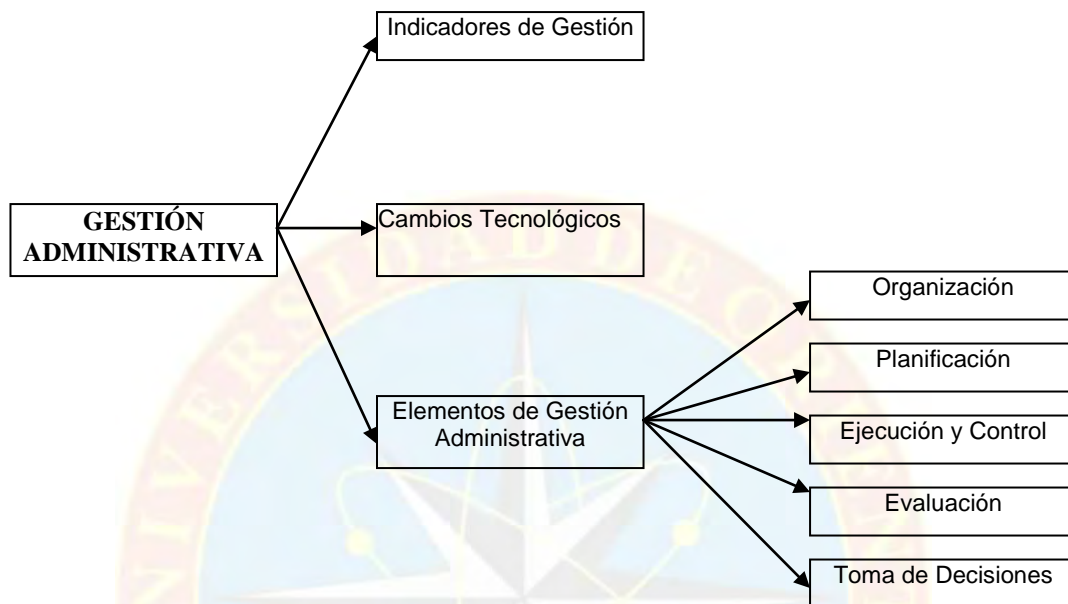 Indicadores de Gestión
GESTIÓN
ADMINISTRATIVA
Cambios Tecnológicos
Elementos de Gestión
Administrativa
Organización
Planificación
Ejecución y Control
Evaluación
Toma de Decisiones